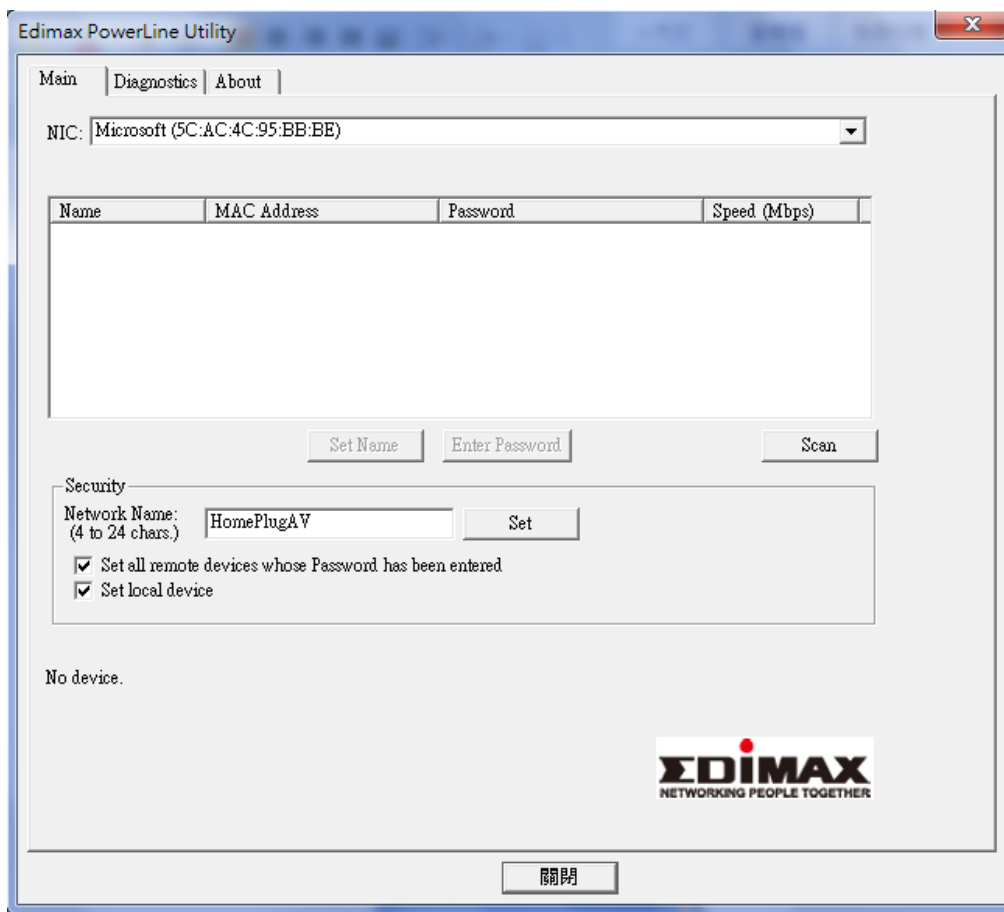 Edimax PowerLine Utility
Main Diagnostics About
NIC: Microsoft (5C:AC:4C:95:BB:BE)
Name MAC Address Password Speed (Mbps)
Set Name Enter Password Scan
Security
Network Name:
(4 to 24 chars.)
HomePlugAV
Set
Set all remote devices whose Password has been entered
Set local device
No device.
EDIMAX
NETWORKING PEOPLE TOGETHER
關閉